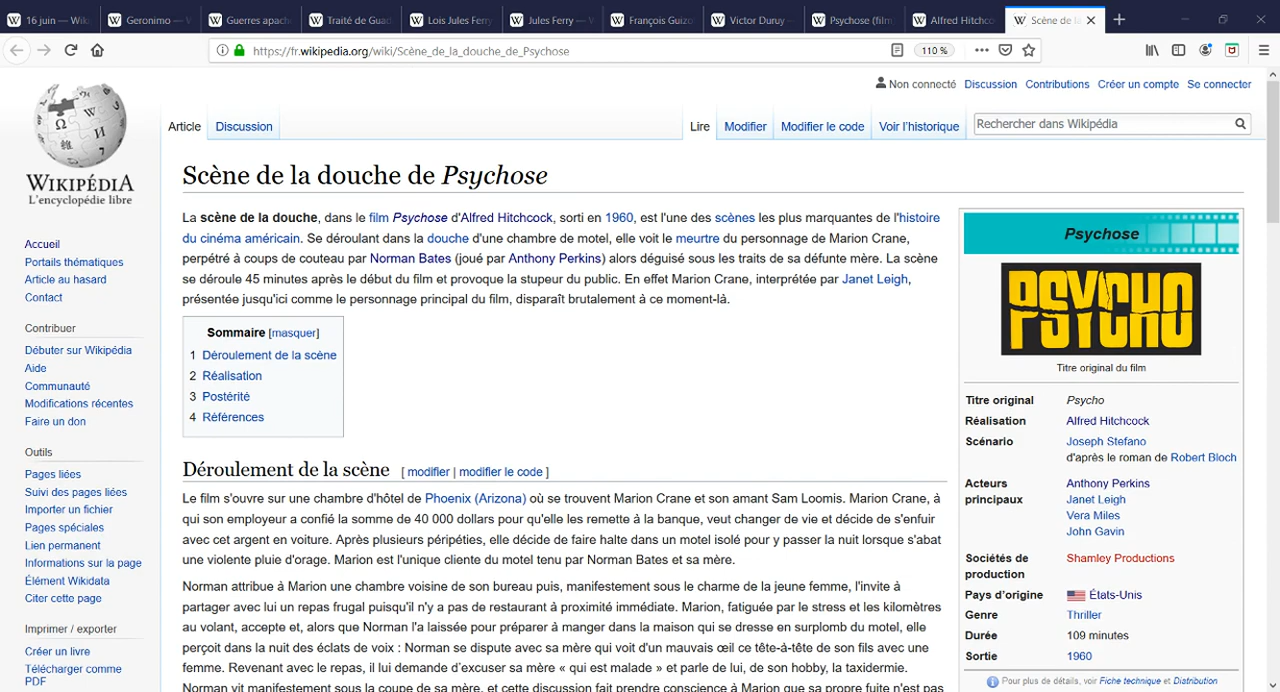 16 juin — Wiki
Geronimo — V
Guerres apach
Traité de Guad
Lois Jules Ferry
Jules Ferry — W
François Guizo
Victor Duruy —
Psychose (film
Alfred Hitchco
Scène de la
https://fr.wikipedia.org/wiki/Scène_de_la_douche_de_Psychose
110 %
Non connecté Discussion Contributions Créer un compte Se connecter
Article Discussion Lire Modifier Modifier le code Voir l'historique Rechercher dans Wikipédia
WIKIPÉDIA
L'encyclopédie libre
Accueil
Portails thématiques
Article au hasard
Contact
Contribuer
Débuter sur Wikipédia
Aide
Communauté
Modifications récentes
Faire un don
Outils
Pages liées
Suivi des pages liées
Importer un fichier
Pages spéciales
Lien permanent
Informations sur la page
Élément Wikidata
Citer cette page
Imprimer / exporter
Créer un livre
Télécharger comme
PDF
Scène de la douche de Psychose
La scène de la douche, dans le film Psychose d'Alfred Hitchcock, sorti en 1960, est l'une des scènes les plus marquantes de l'histoire
du cinéma américain. Se déroulant dans la douche d'une chambre de motel, elle voit le meurtre du personnage de Marion Crane,
perpétré à coups de couteau par Norman Bates (joué par Anthony Perkins) alors déguisé sous les traits de sa défunte mère. La scène
se déroule 45 minutes après le début du film et provoque la stupeur du public. En effet Marion Crane, interprétée par Janet Leigh,
présentée jusqu'ici comme le personnage principal du film, disparaît brutalement à ce moment-là.
Sommaire [masquer]
1 Déroulement de la scène
2 Réalisation
3 Postérité
4 Références
Déroulement de la scène [ modifier | modifier le code ]
Le film s'ouvre sur une chambre d'hôtel de Phoenix (Arizona) où se trouvent Marion Crane et son amant Sam Loomis. Marion Crane, à
qui son employeur a confié la somme de 40 000 dollars pour qu'elle les remette à la banque, veut changer de vie et décide de s'enfuir
avec cet argent en voiture. Après plusieurs péripéties, elle décide de faire halte dans un motel isolé pour y passer la nuit lorsque s'abat
une violente pluie d'orage. Marion est l'unique cliente du motel tenu par Norman Bates et sa mère.
Norman attribue à Marion une chambre voisine de son bureau puis, manifestement sous le charme de la jeune femme, l'invite à
partager avec lui un repas frugal puisqu'il n'y a pas de restaurant à proximité immédiate. Marion, fatiguée par le stress et les kilomètres
au volant, accepte et, alors que Norman l'a laissée pour préparer à manger dans la maison qui se dresse en surplomb du motel, elle
perçoit dans la nuit des éclats de voix : Norman se dispute avec sa mère qui voit d'un mauvais œil ce tête-à-tête de son fils avec une
femme. Revenant avec le repas, il lui demande d'excuser sa mère « qui est malade » et parle de lui, de son hobby, la taxidermie.
Norman vit manifestement sous la coupe de sa mère, et cette discussion fait prendre conscience à Marion que sa propre fuite n'est pas
Psychose
PSYCHO
Titre original du film
Titre original Psycho
Réalisation Alfred Hitchcock
Scénario Joseph Stefano
d'après le roman de Robert Bloch
Acteurs principaux Anthony Perkins
Janet Leigh
Vera Miles
John Gavin
Sociétés de production Shamley Productions
Pays d'origine États-Unis
Genre Thriller
Durée 109 minutes
Sortie 1960
Pour plus de détails, voir Fiche technique et Distribution